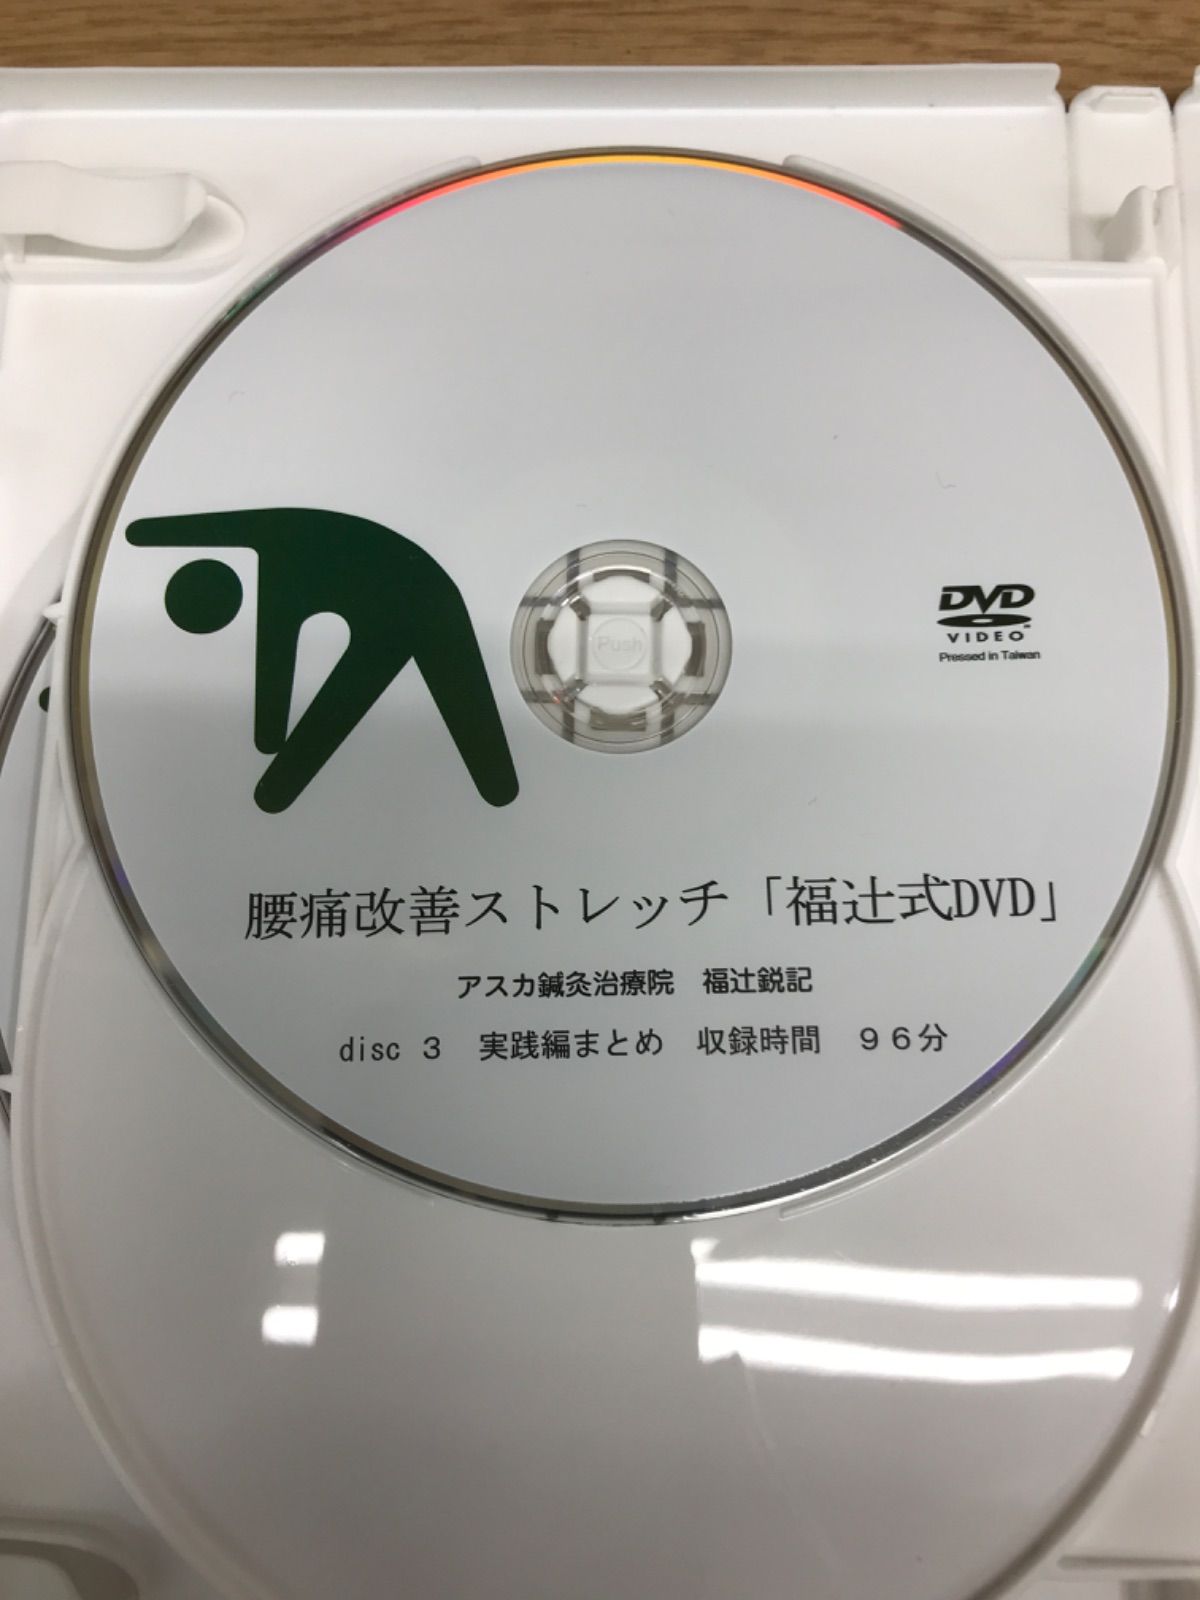 Push
DVD
VIDEO
Pressed in Taiwan
腰痛改善ストレッチ「福辻式DVD」
アスカ鍼灸治療院　福辻鋭記
disc 3　実践編まとめ　収録時間　96分